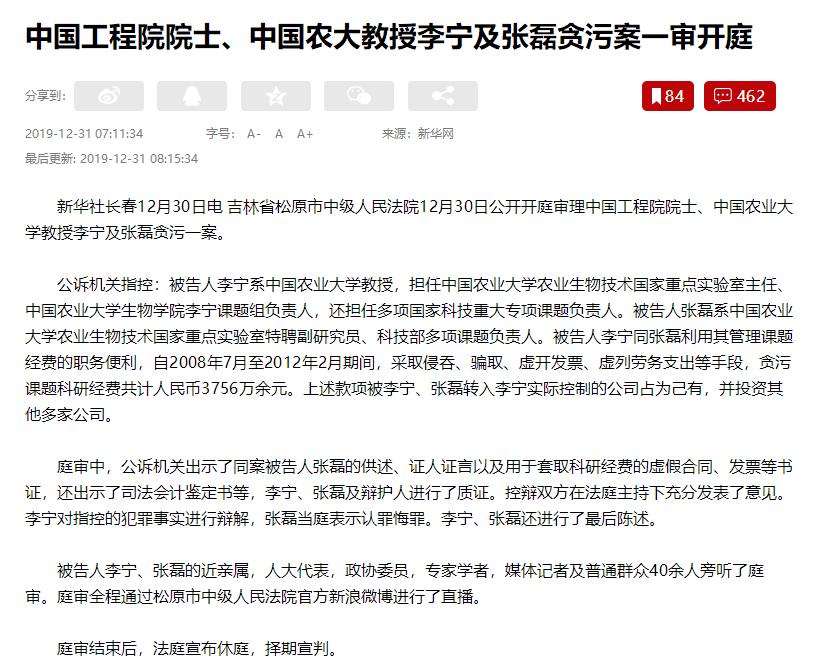 中国工程院院士、中国农大教授李宁及张磊贪污案一审开庭
分享到:
84
462
2019-12-31 07:11:34 字号： A- A A+ 来源：新华网
最后更新: 2019-12-31 08:15:34
新华社长春12月30日电 吉林省松原市中级人民法院12月30日公开开庭审理中国工程院院士、中国农业大
学教授李宁及张磊贪污一案。
公诉机关指控：被告人李宁系中国农业大学教授，担任中国农业大学农业生物技术国家重点实验室主任、
中国农业大学生物学院李宁课题组负责人，还担任多项国家科技重大专项课题负责人。被告人张磊系中国农业
大学农业生物技术国家重点实验室特聘副研究员、科技部多项课题负责人。被告人李宁同张磊利用其管理课题
经费的职务便利，自2008年7月至2012年2月期间，采取侵吞、骗取、虚开发票、虚列劳务支出等手段，贪污
课题科研经费共计人民币3756万余元。上述款项被李宁、张磊转入李宁实际控制的公司占为己有，并投资其
他多家公司。
庭审中，公诉机关出示了同案被告人张磊的供述、证人证言以及用于套取科研经费的虚假合同、发票等书
证，还出示了司法会计鉴定书等，李宁、张磊及辩护人进行了质证。控辩双方在法庭主持下充分发表了意见。
李宁对指控的犯罪事实进行辩解，张磊当庭表示认罪悔罪。李宁、张磊还进行了最后陈述。
被告人李宁、张磊的近亲属，人大代表，政协委员，专家学者，媒体记者及普通群众40余人旁听了庭
审。庭审全程通过松原市中级人民法院官方新浪微博进行了直播。
庭审结束后，法庭宣布休庭，择期宣判。